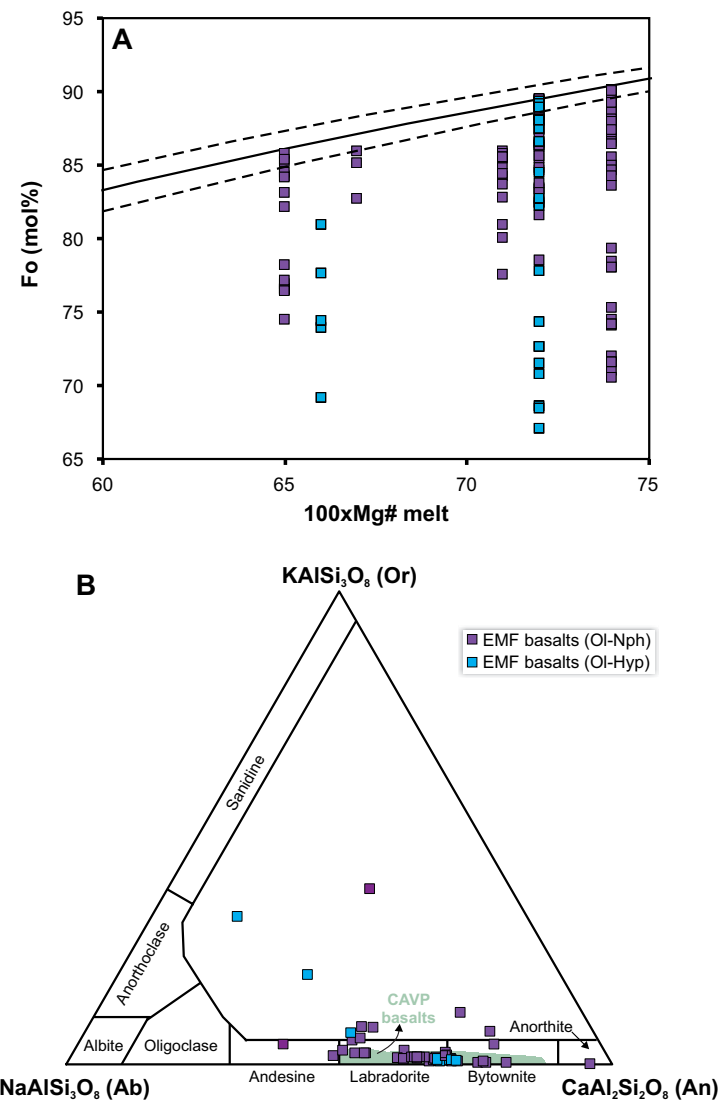 A
95
90
85
80
75
70
65
Fo (mol%)
60
65
70
75
100xMg# melt
B
KAlSi₃O₈ (Or)
EMF basalts (Ol-Nph)
EMF basalts (Ol-Hyp)
Sanidine
Anorthoclase
CAVP
basalts
Anorthite
Albite
Oligoclase
Andesine
Labradorite
Bytownite
NaAlSi₃O₈ (Ab)
CaAl₂Si₂O₈ (An)